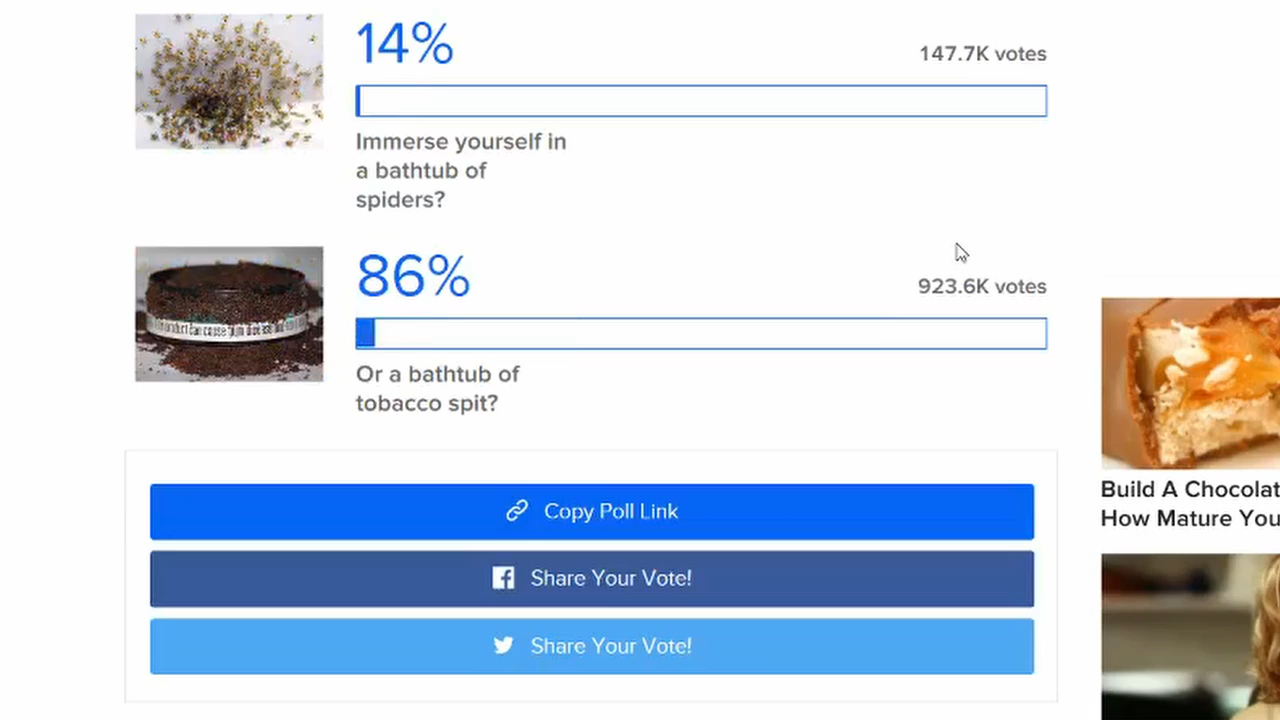 14%
147.7K votes
Immerse yourself in
a bathtub of
spiders?
86%
923.6K votes
Or a bathtub of
tobacco spit?
Copy Poll Link
Share Your Vote!
Share Your Vote!
Build A Chocolat
How Mature You